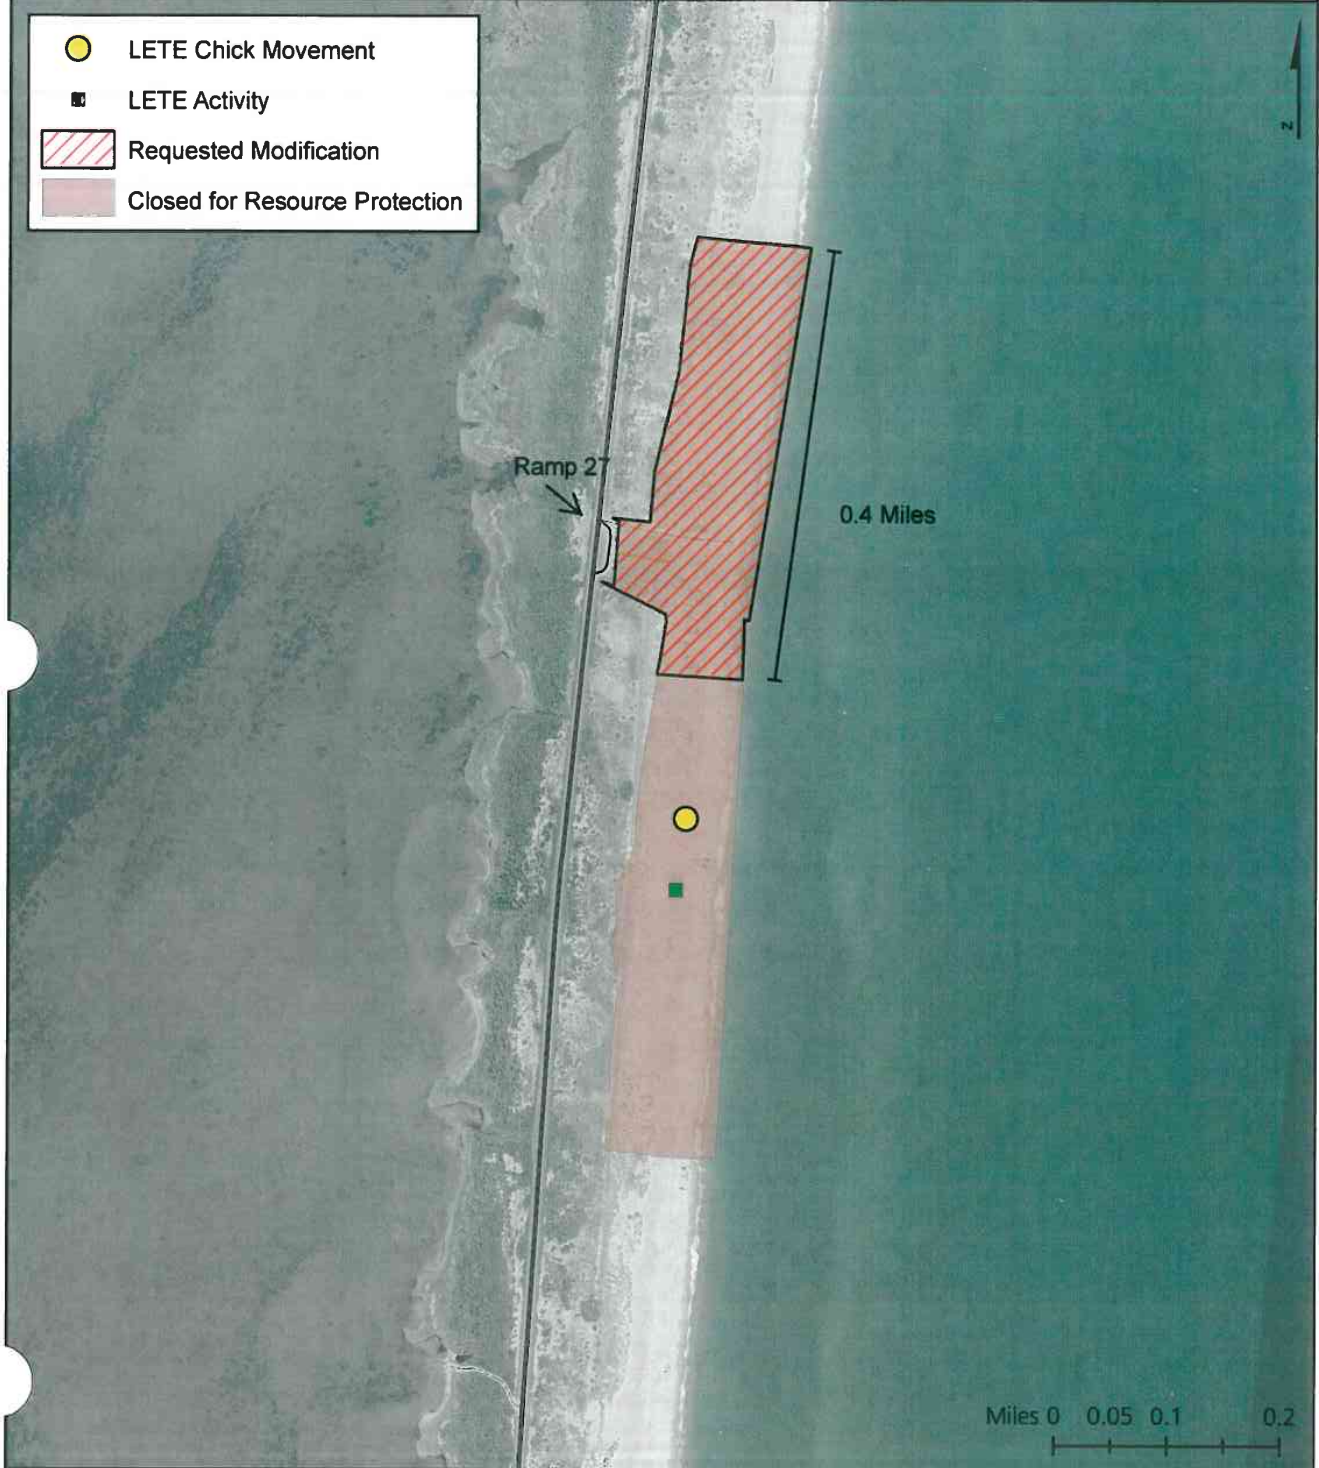 LETE Chick Movement
LETE Activity
Requested Modification
Closed for Resource Protection
N
Ramp 27
0.4 Miles
Miles 0 0.05 0.1 0.2